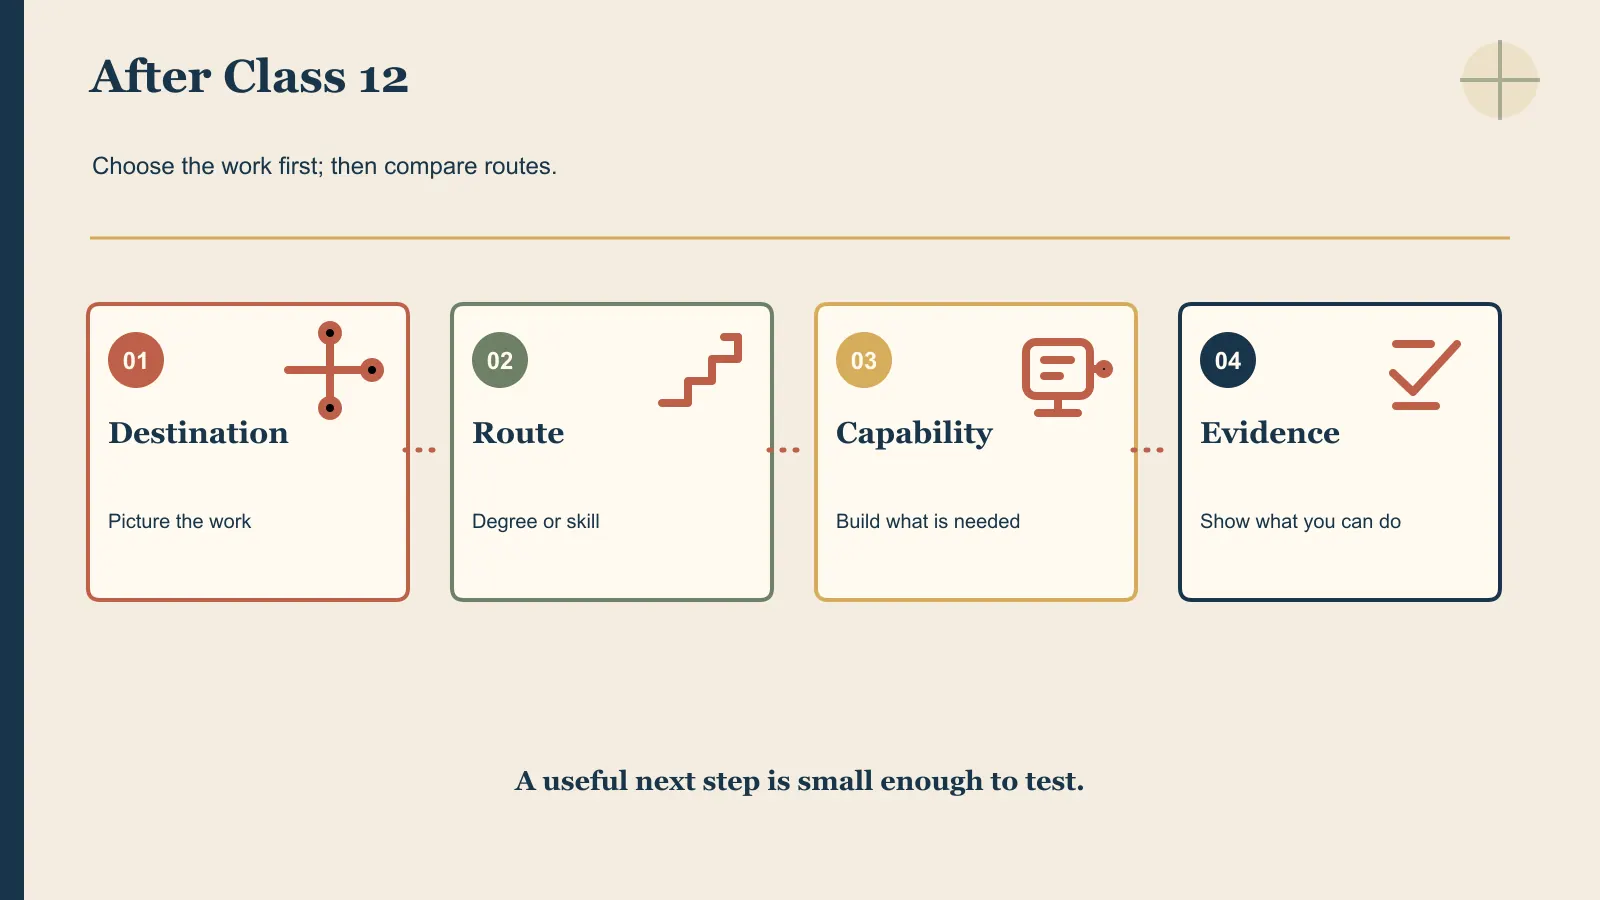 After Class 12
Choose the work first; then compare routes.
01
Destination
Picture the work
02
Route
Degree or skill
03
Capability
Build what is needed
04
Evidence
Show what you can do
A useful next step is small enough to test.